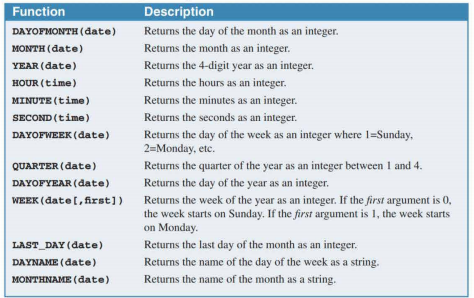 Function Description
DAYOFMONTH(date) Returns the day of the month as an integer.
MONTH(date) Returns the month as an integer.
YEAR(date) Returns the 4-digit year as an integer.
HOUR(time) Returns the hours as an integer.
MINUTE(time) Returns the minutes as an integer.
SECOND(time) Returns the seconds as an integer.
DAYOFWEEK(date) Returns the day of the week as an integer where 1=Sunday,
2=Monday, etc.
QUARTER(date) Returns the quarter of the year as an integer between 1 and 4.
DAYOFYEAR(date) Returns the day of the year as an integer.
WEEK(date[,first]) Returns the week of the year as an integer. If the first argument is 0,
the week starts on Sunday. If the first argument is 1, the week starts
on Monday.
LAST_DAY(date) Returns the last day of the month as an integer.
DAYNAME(date) Returns the name of the day of the week as a string.
MONTHNAME(date) Returns the name of the month as a string.